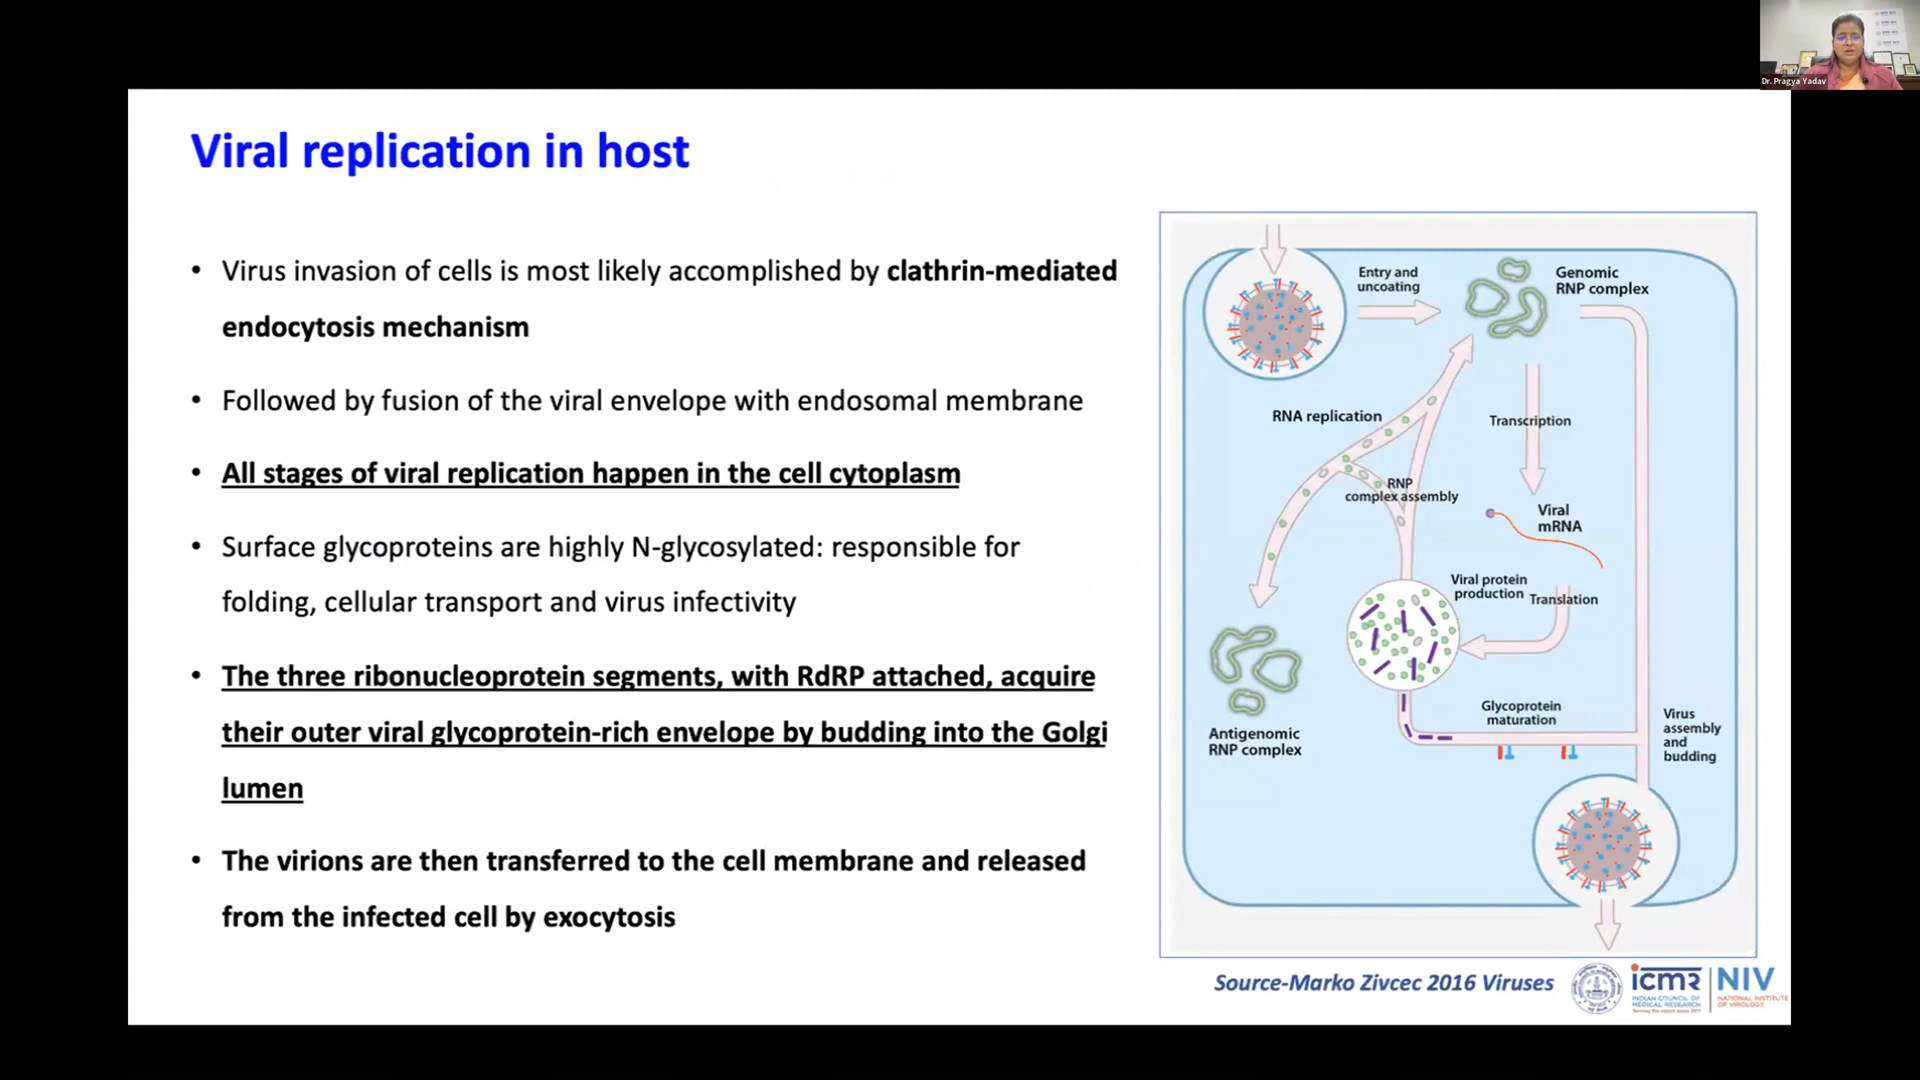 Dr. Pragya Yadav
Viral replication in host
• Virus invasion of cells is most likely accomplished by clathrin-mediated
endocytosis mechanism
• Followed by fusion of the viral envelope with endosomal membrane
• All stages of viral replication happen in the cell cytoplasm
• Surface glycoproteins are highly N-glycosylated: responsible for
folding, cellular transport and virus infectivity
• The three ribonucleoprotein segments, with RdRP attached, acquire
their outer viral glycoprotein-rich envelope by budding into the Golgi
lumen
• The virions are then transferred to the cell membrane and released
from the infected cell by exocytosis
Entry and
uncoating
Genomic
RNP complex
RNA replication
Transcription
RNP
complex assembly
Viral
mRNA
Viral protein
production
Translation
Antigenomic
RNP complex
Glycoprotein
maturation
Virus
assembly
and
budding
Source-Marko Zivcec 2016 Viruses
icmr
INDIAN COUNCIL OF
MEDICAL RESEARCH
Serving the nation since 1911
NIV
NATIONAL INSTITUTE
OF VIROLOGY